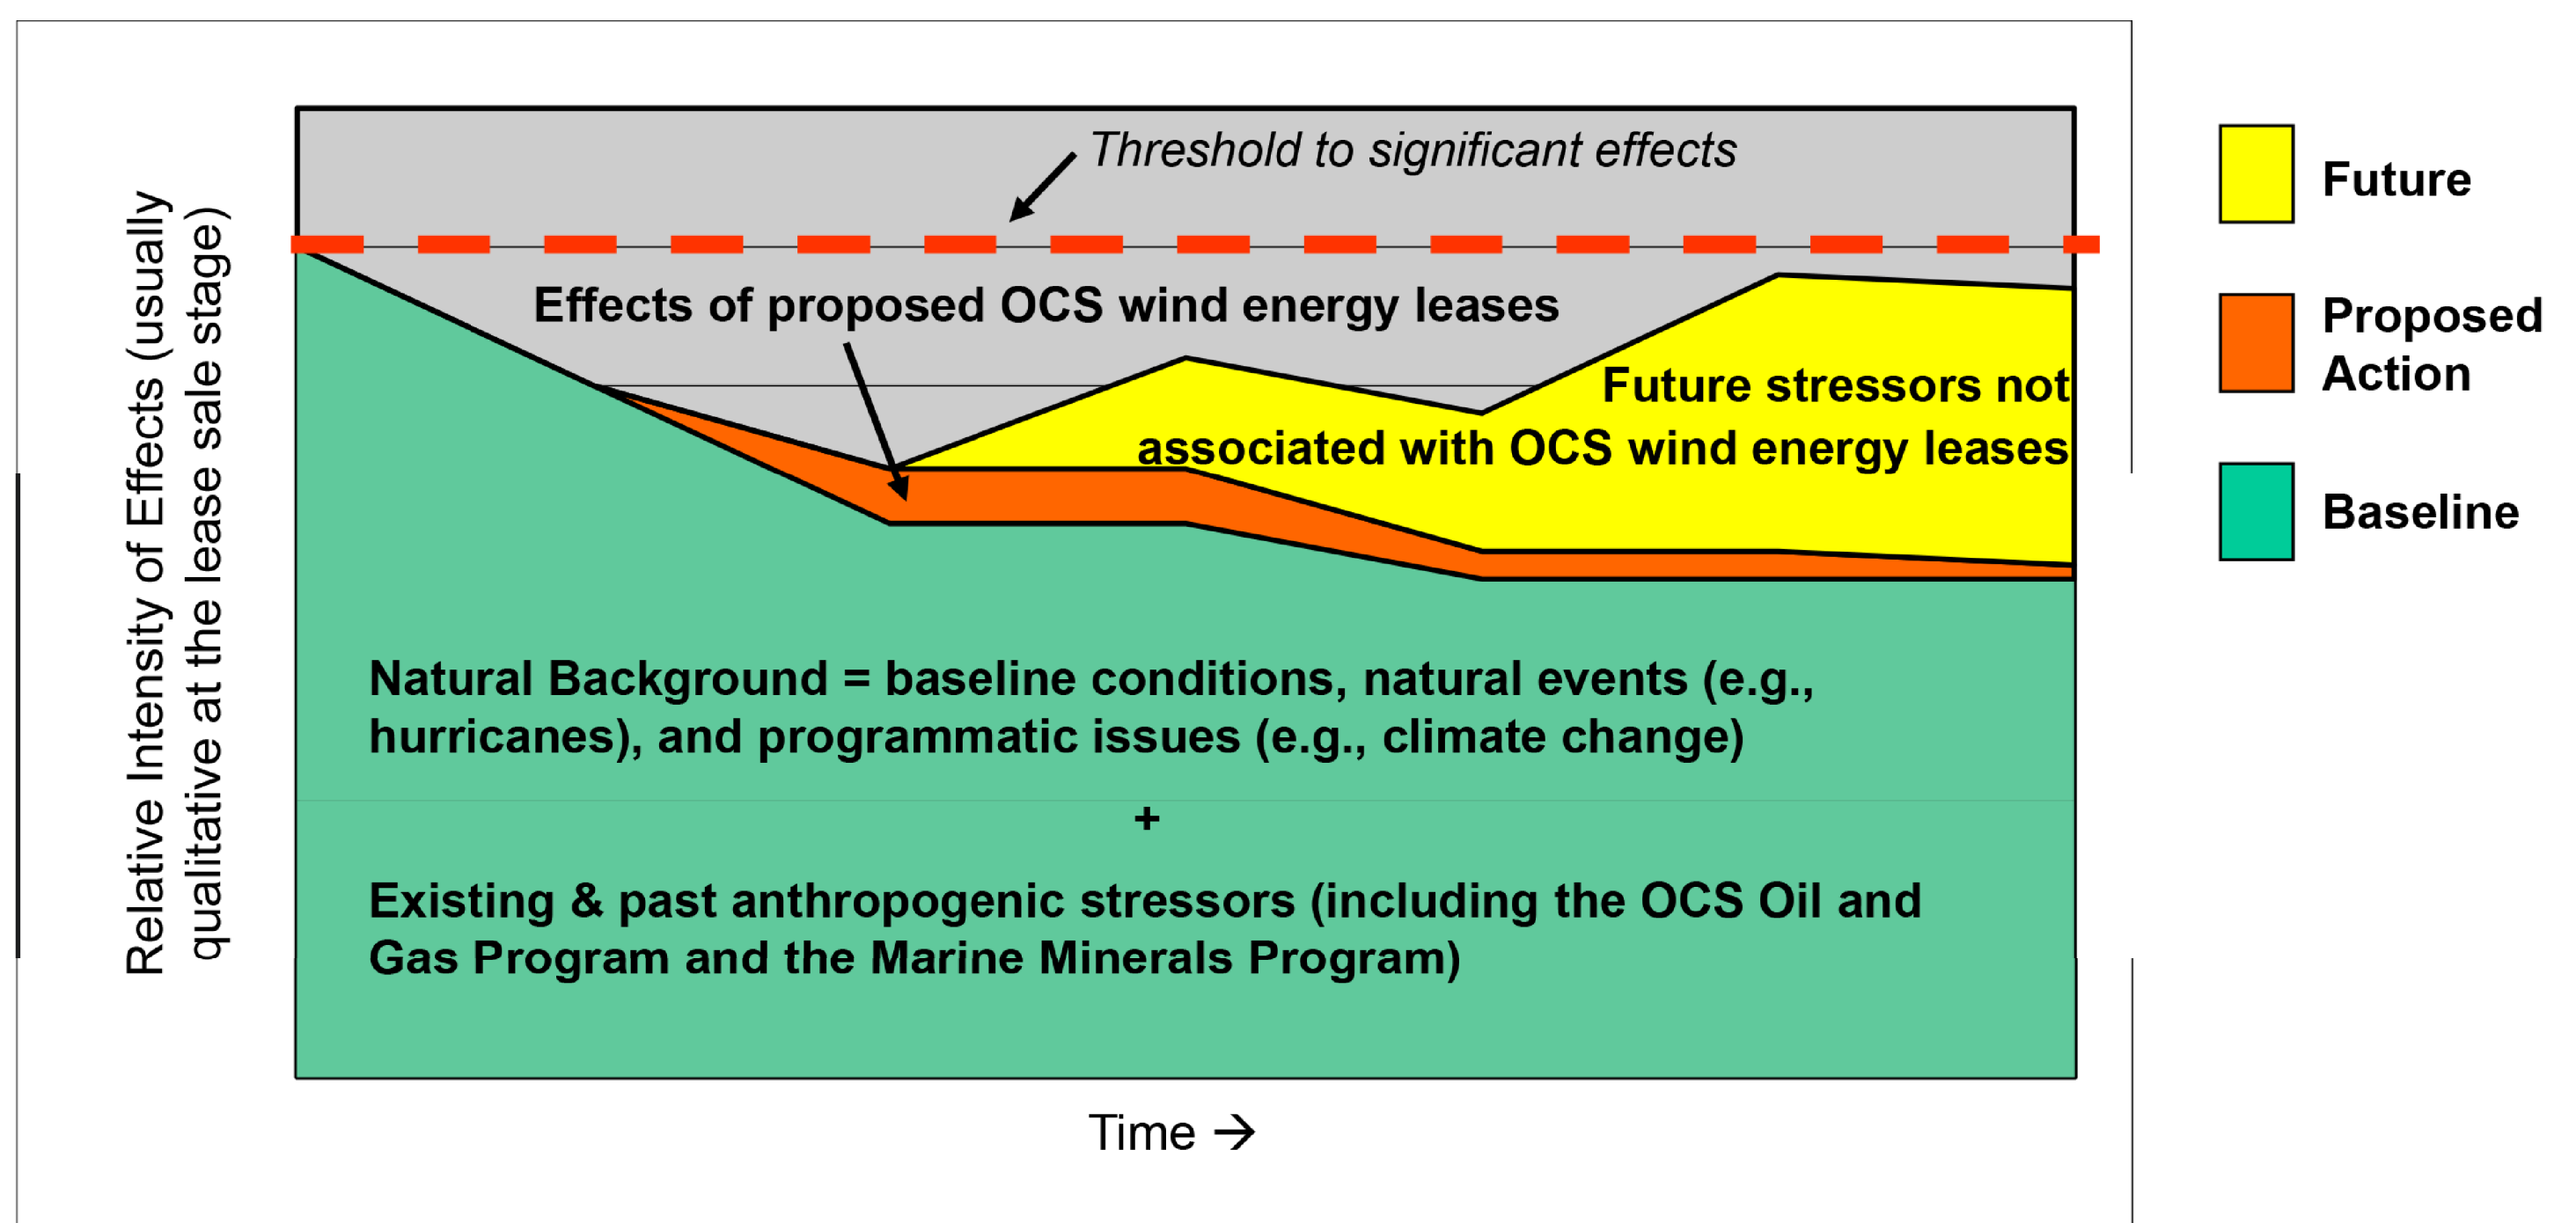 Threshold to significant effects
Effects of proposed OCS wind energy leases
Future stressors not
associated with OCS wind energy leases
Natural Background = baseline conditions, natural events (e.g.,
hurricanes), and programmatic issues (e.g., climate change)
+
Existing & past anthropogenic stressors (including the OCS Oil and
Gas Program and the Marine Minerals Program)
Relative Intensity of Effects (usually
qualitative at the lease sale stage)
Time →
Future
Proposed
Action
Baseline